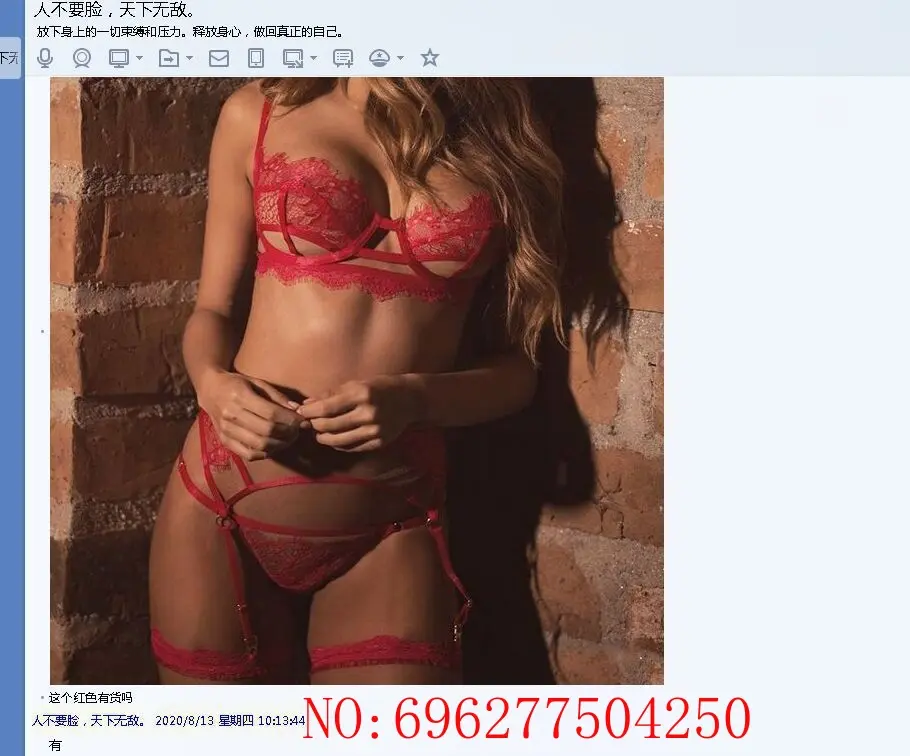 人不要脸，天下无敌。
放下身上的一切束缚和压力。释放身心，做回真正的自己。
下无
这个红色有货吗
人不要脸，天下无敌。 2020/8/13 星期四 10:13:44
NO:696277504250
有